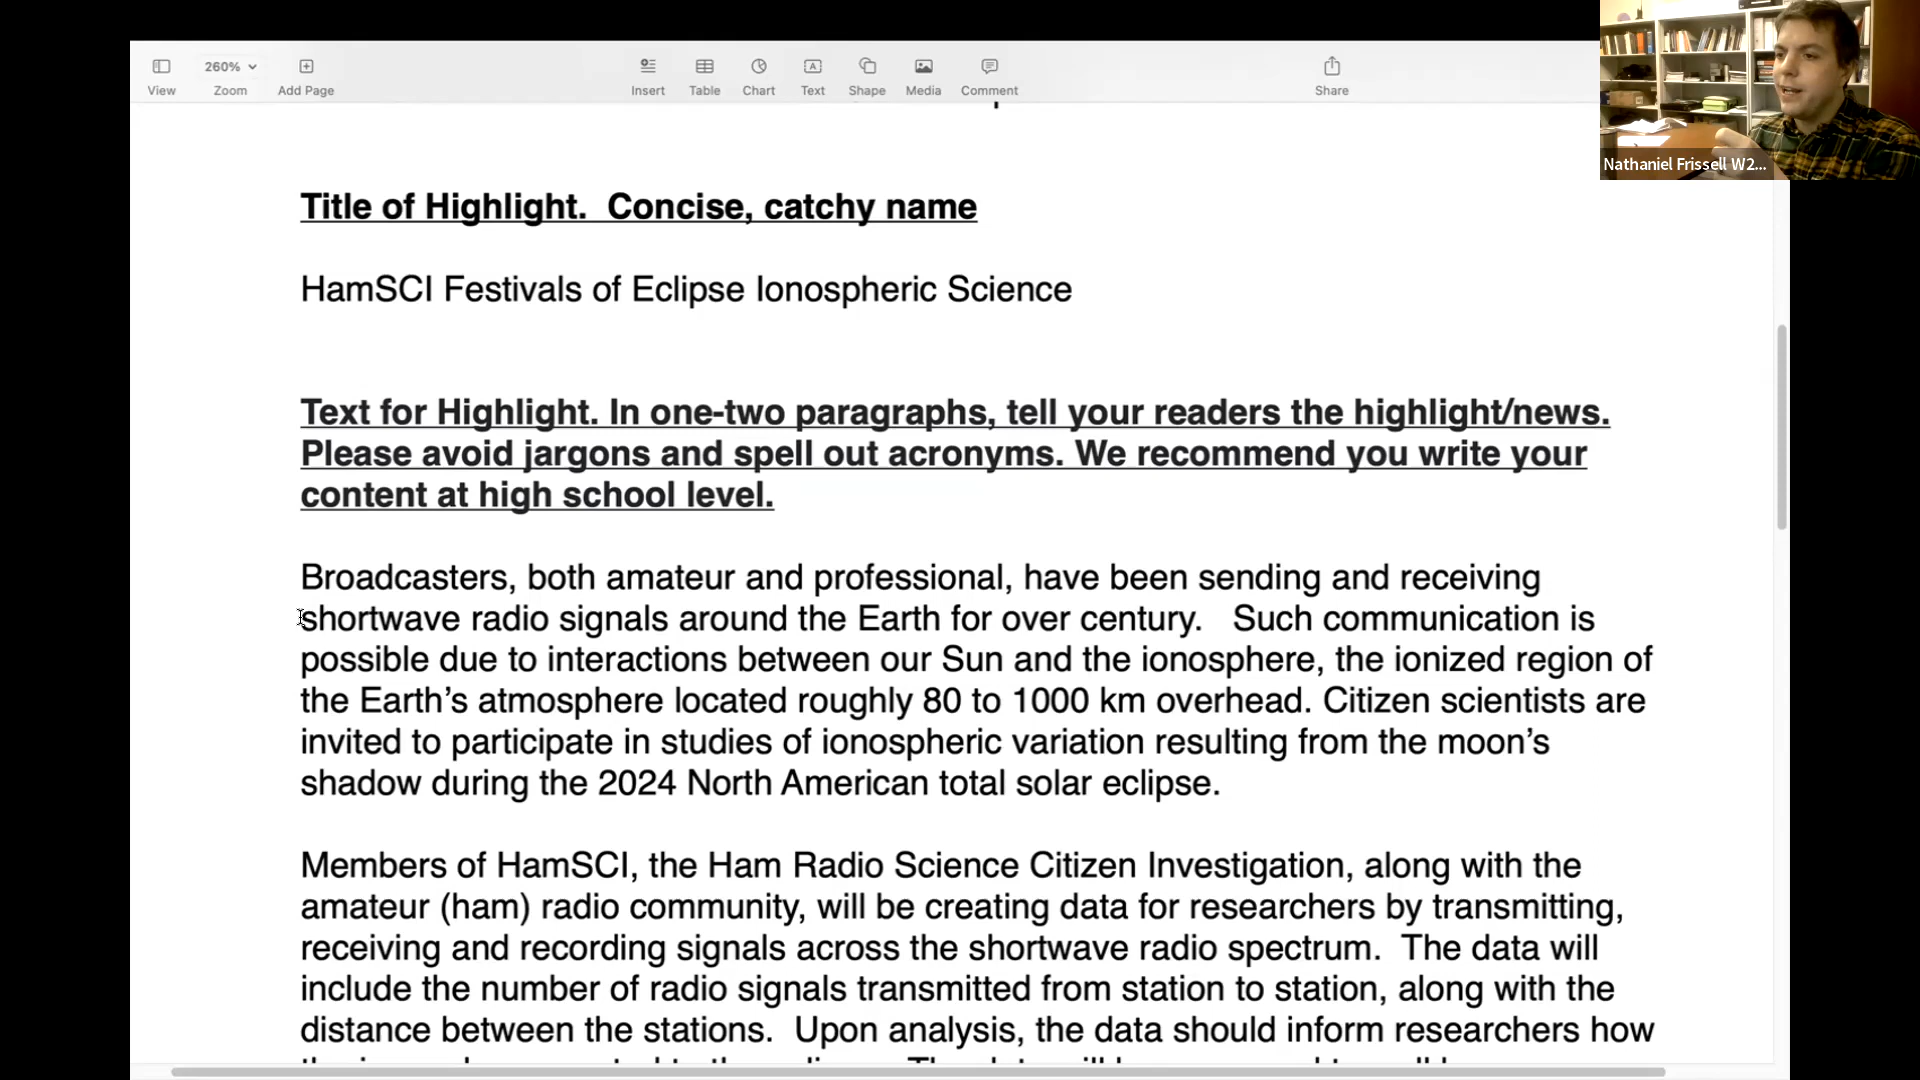 260%
View
Zoom
Add Page
Insert
Table
Chart
Text
Shape
Media
Comment
Share
Nathaniel Frissell W2...
Title of Highlight.  Concise, catchy name
HamSCI Festivals of Eclipse Ionospheric Science
Text for Highlight. In one-two paragraphs, tell your readers the highlight/news.
Please avoid jargons and spell out acronyms. We recommend you write your
content at high school level.
Broadcasters, both amateur and professional, have been sending and receiving
shortwave radio signals around the Earth for over century.   Such communication is
possible due to interactions between our Sun and the ionosphere, the ionized region of
the Earth’s atmosphere located roughly 80 to 1000 km overhead. Citizen scientists are
invited to participate in studies of ionospheric variation resulting from the moon’s
shadow during the 2024 North American total solar eclipse.
Members of HamSCI, the Ham Radio Science Citizen Investigation, along with the
amateur (ham) radio community, will be creating data for researchers by transmitting,
receiving and recording signals across the shortwave radio spectrum.  The data will
include the number of radio signals transmitted from station to station, along with the
distance between the stations.  Upon analysis, the data should inform researchers how